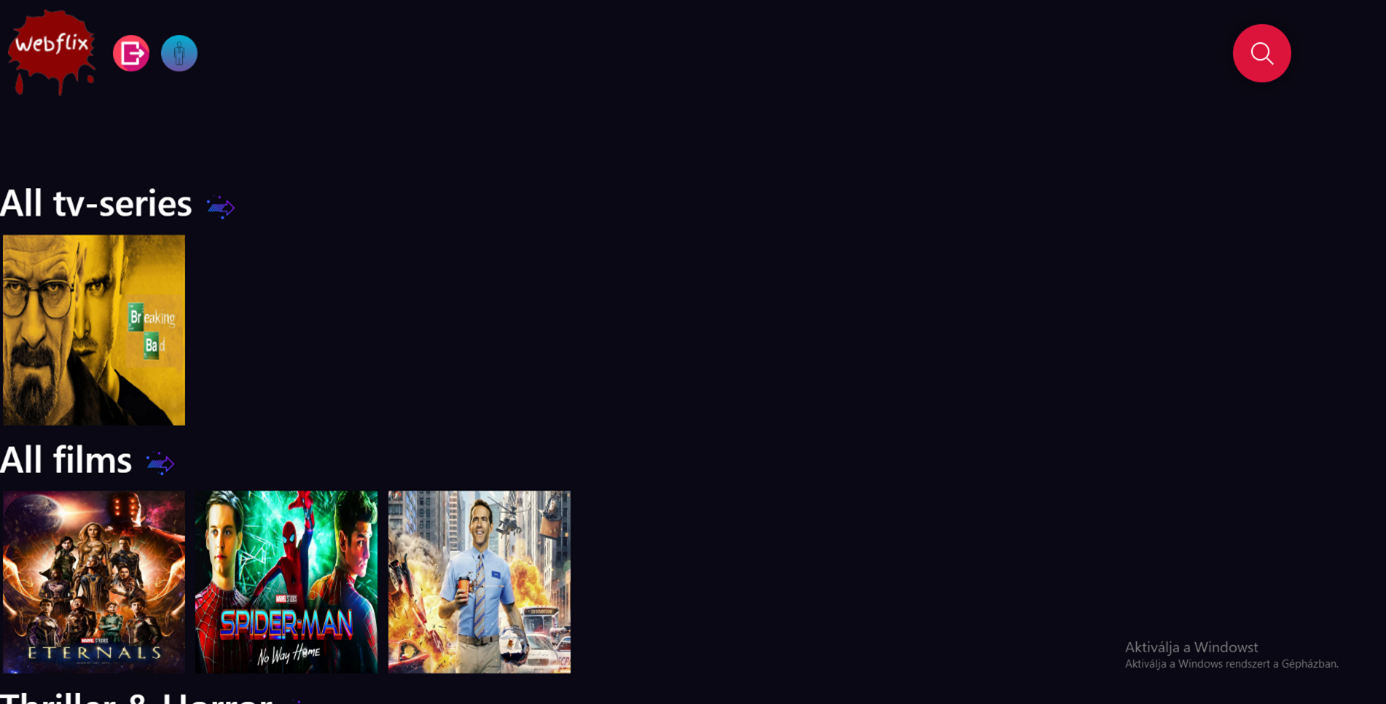 Webflix
All tv-series
Breaking
Bad
All films
MARVEL STUDIOS
ETERNALS
MARVEL STUDIOS
SPIDER-MAN
No Way Home
Aktiválja a Windowst
Aktiválja a Windows rendszert a Gépházban.
Thriller & Horror